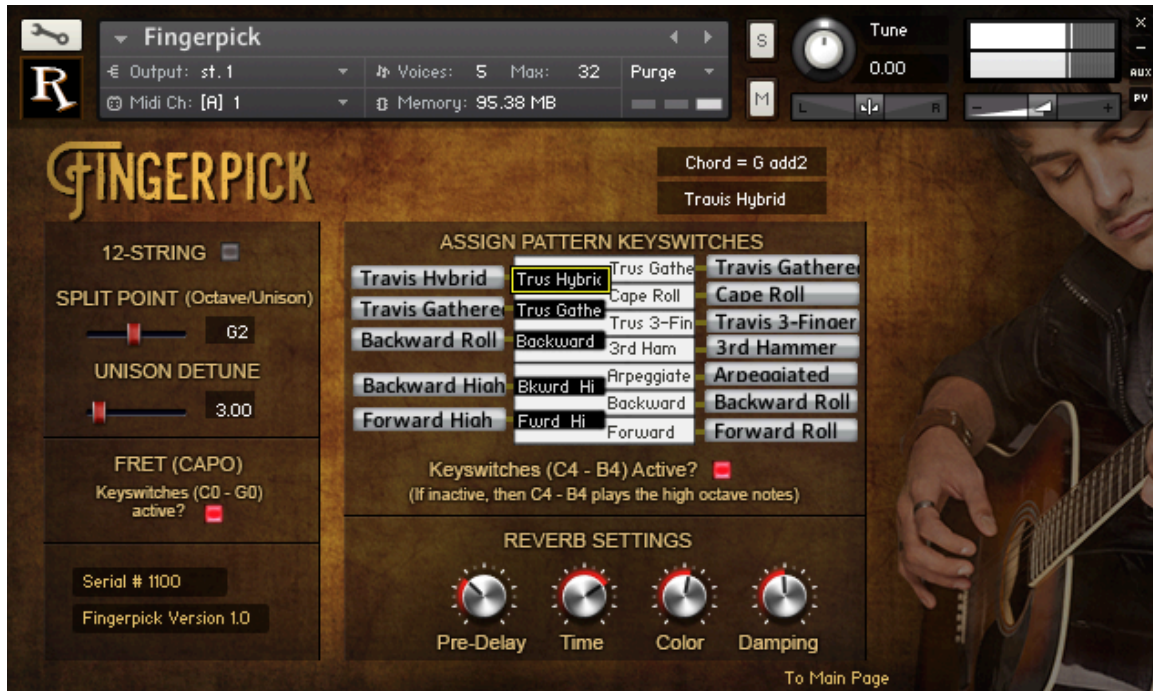 Fingerpick
S
Tune
×
–
Output: st.1
Voices: 5 Max: 32
Purge
0.00
AUX
Midi Ch: [A] 1
Memory: 95.38 MB
M
L
R
–
+
PV
R
FINGERPICK
Chord = G add2
Travis Hybrid
12-STRING
SPLIT POINT (Octave/Unison)
G2
UNISON DETUNE
3.00
FRET (CAPO)
Keyswitches (C0 - G0)
active?
Serial # 1100
Fingerpick Version 1.0
ASSIGN PATTERN KEYSWITCHES
Travis Hybrid
Travis Gathere
Backward Roll
Backward High
Forward High
Trus Hybric
Trus Gathe
Backward
Bkwrd Hi
Fwrd Hi
Trus Gathe
Cape Roll
Trus 3-Fin
3rd Ham
Arpeggiate
Backward
Forward
Travis Gathere
Cape Roll
Travis 3-Finger
3rd Hammer
Arpeggiated
Backward Roll
Forward Roll
Keyswitches (C4 - B4) Active?
(If inactive, then C4 - B4 plays the high octave notes)
REVERB SETTINGS
Pre-Delay
Time
Color
Damping
To Main Page